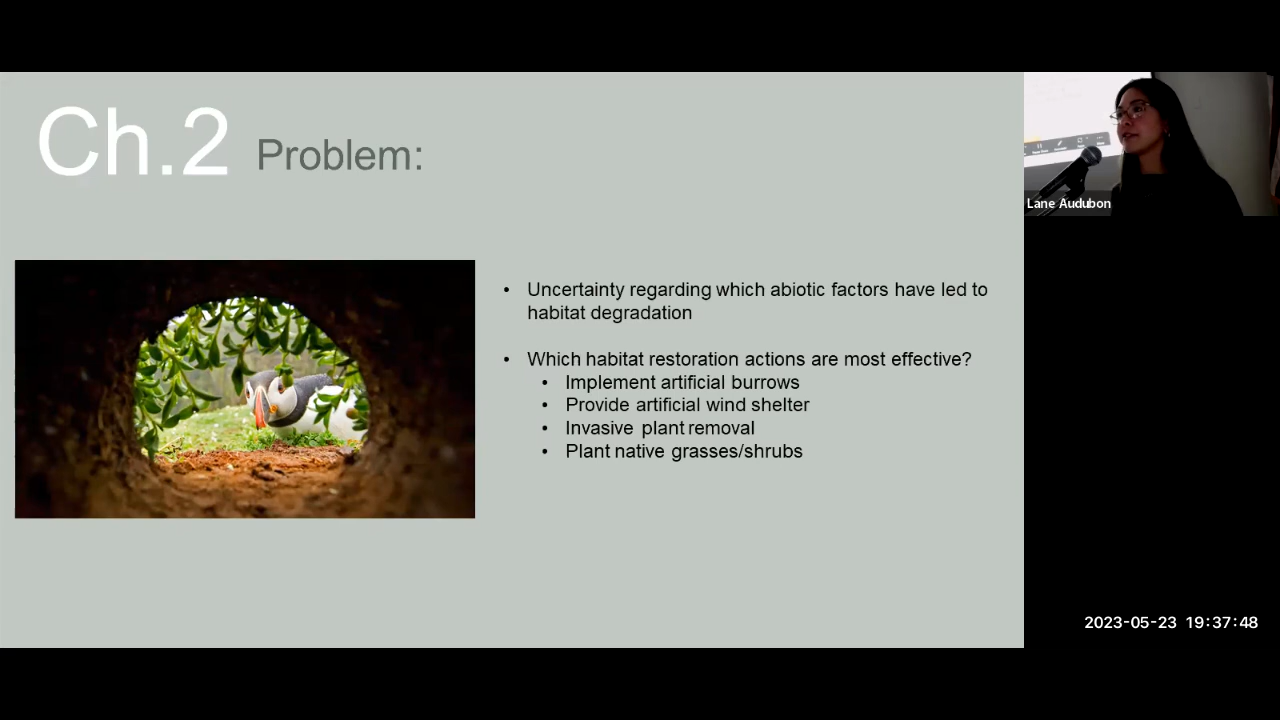 Ch.2 Problem:
• Uncertainty regarding which abiotic factors have led to
habitat degradation
• Which habitat restoration actions are most effective?
• Implement artificial burrows
• Provide artificial wind shelter
• Invasive plant removal
• Plant native grasses/shrubs
Lane Audubon
2023-05-23 19:37:48